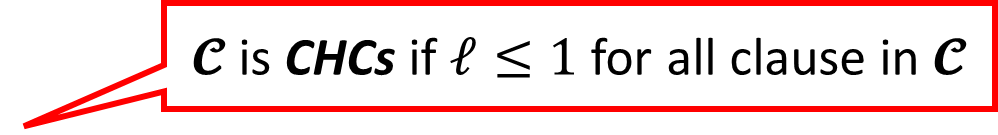 𝓒 is CHCs if ℓ ≤ 1 for all clause in 𝓒